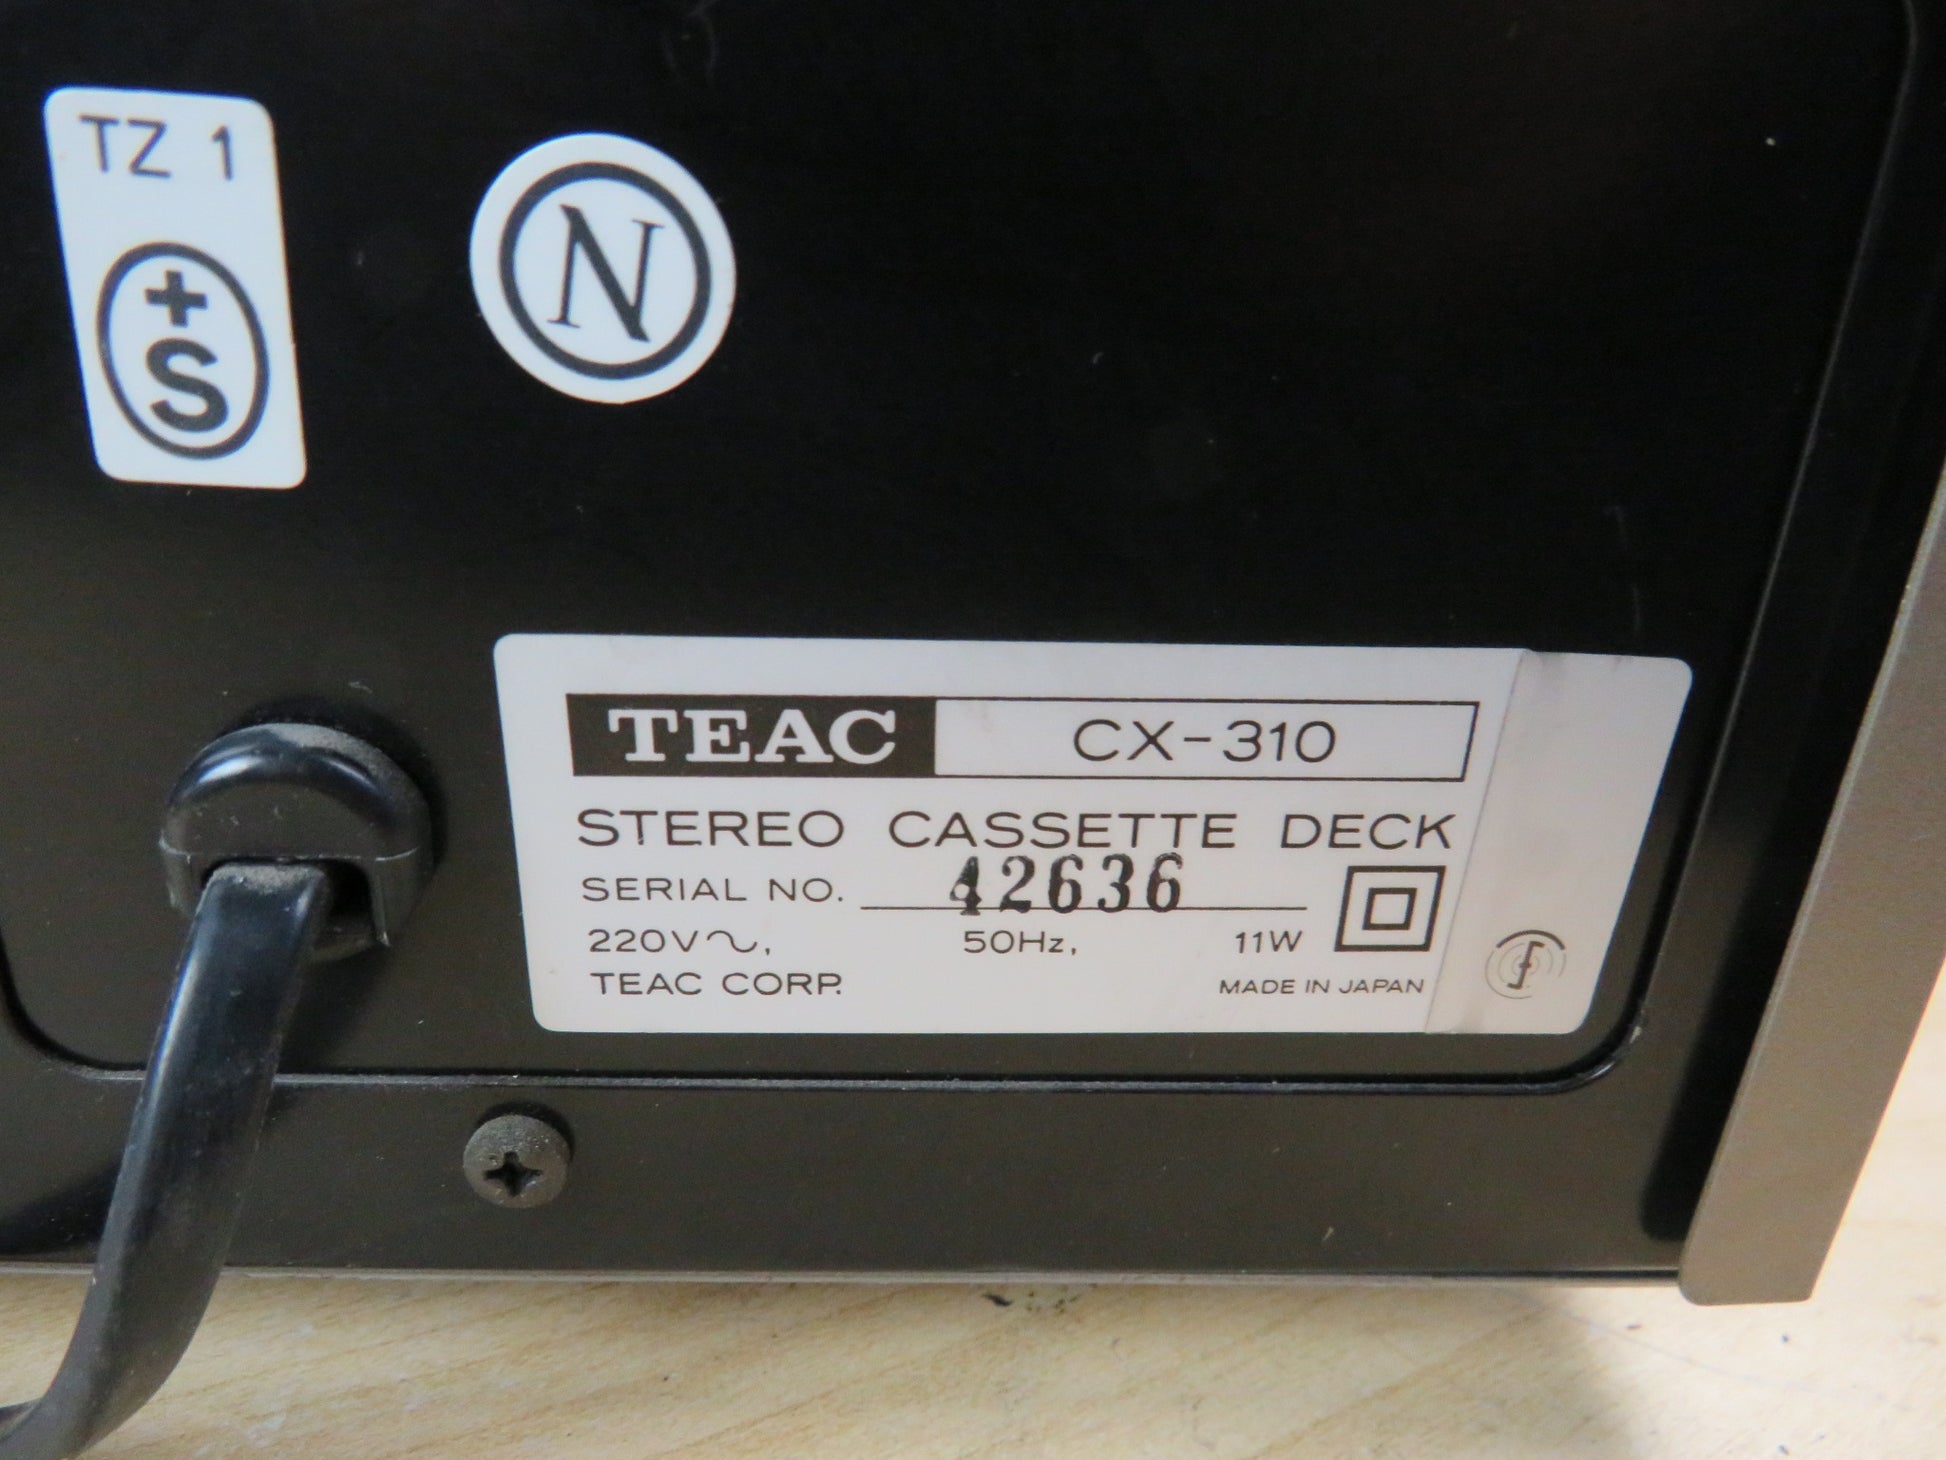 TZ 1
+
S
N
TEAC CX-310
STEREO CASSETTE DECK
SERIAL NO. 42636
220V~, 50Hz, 11W
TEAC CORP. MADE IN JAPAN